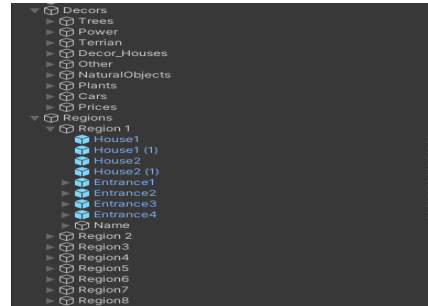 Decors
Trees
Power
Terrian
Decor_Houses
Other
NaturalObjects
Plants
Cars
Prices
Regions
Region 1
House1
House1 (1)
House2
House2 (1)
Entrance1
Entrance2
Entrance3
Entrance4
Name
Region 2
Region3
Region4
Region5
Region6
Region7
Region8